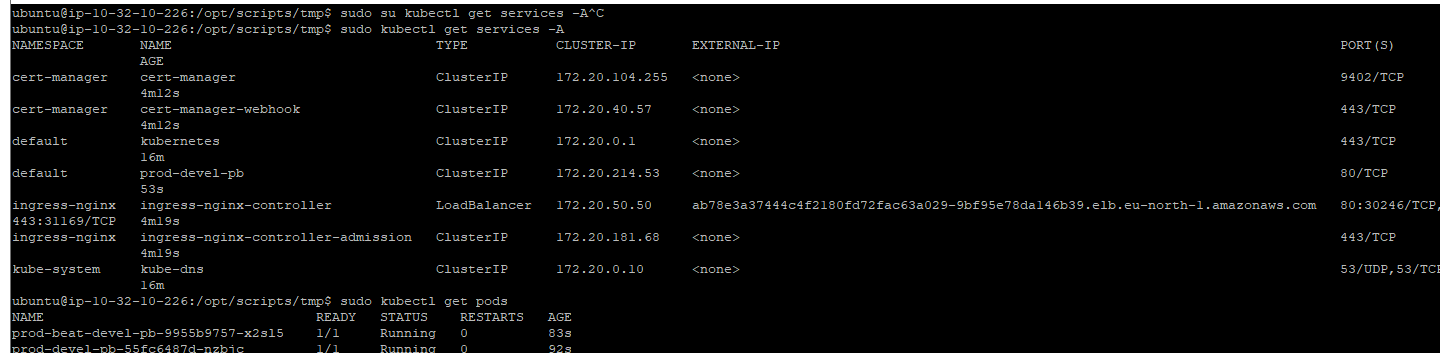 ubuntu@ip-10-32-10-226:/opt/scripts/tmp$ sudo su kubectl get services -A^C
ubuntu@ip-10-32-10-226:/opt/scripts/tmp$ sudo kubectl get services -A
NAMESPACE NAME TYPE CLUSTER-IP EXTERNAL-IP PORT(S)
AGE
cert-manager cert-manager ClusterIP 172.20.104.255 <none> 9402/TCP
4m12s
cert-manager cert-manager-webhook ClusterIP 172.20.40.57 <none> 443/TCP
4m12s
default kubernetes ClusterIP 172.20.0.1 <none> 443/TCP
16m
default prod-devel-pb ClusterIP 172.20.214.53 <none> 80/TCP
53s
ingress-nginx ingress-nginx-controller LoadBalancer 172.20.50.50 ab78e3a37444c4f2180fd72fac63a029-9bf95e78da146b39.elb.eu-north-1.amazonaws.com 80:30246/TCP,
443:31169/TCP 4m19s
ingress-nginx ingress-nginx-controller-admission ClusterIP 172.20.181.68 <none> 443/TCP
4m19s
kube-system kube-dns ClusterIP 172.20.0.10 <none> 53/UDP,53/TCP
16m
ubuntu@ip-10-32-10-226:/opt/scripts/tmp$ sudo kubectl get pods
NAME READY STATUS RESTARTS AGE
prod-beat-devel-pb-9955b9757-x2sl5 1/1 Running 0 83s
prod-devel-pb-55fc6487d-nzbjc 1/1 Running 0 92s